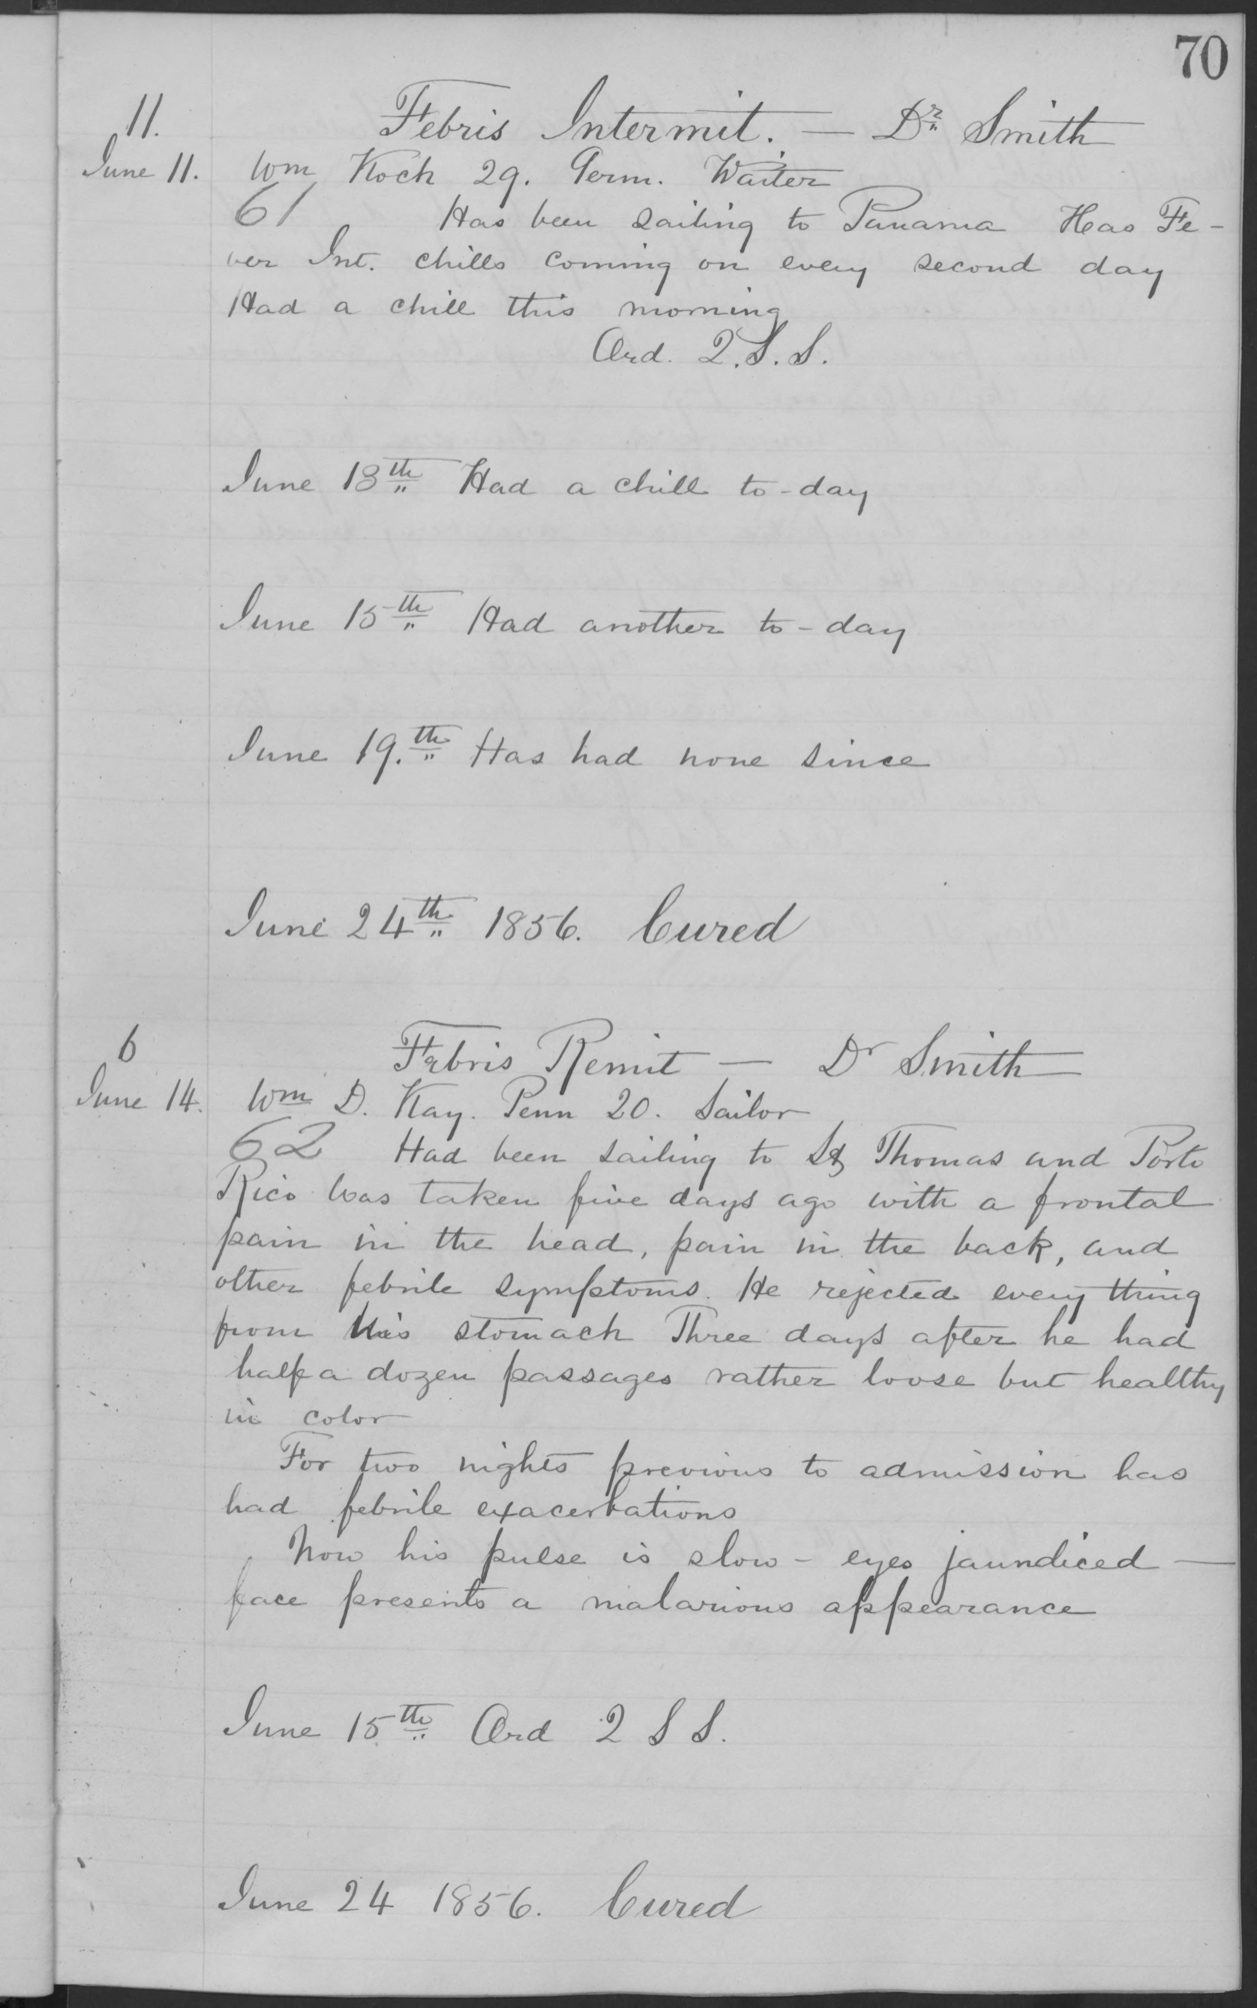 70
11.
Febris Intermit. — Dr. Smith
June 11. Wm Koch 29. Germ. Waiter
61 Has been sailing to Panama Has Fe-
ver Int. chills coming on every second day
Had a chill this morning
Ord. Q.S.S.
June 13th Had a chill to-day
June 15th Had another to-day
June 19.th Has had none since
June 24th 1856. Cured
6
Febris Remit — Dr Smith
June 14. Wm D. Kay. Penn 20. Sailor
62 Had been sailing to St Thomas and Porto
Rico Was taken five days ago with a frontal
pain in the head, pain in the back, and
other febrile symptoms. He rejected every thing
from his stomach Three days after he had
half a dozen passages rather loose but healthy
in color
For two nights previous to admission has
had febrile exacerbations
Now his pulse is slow - eyes jaundiced —
face presents a malarious appearance
June 15th Ord Q S S.
June 24 1856. Cured